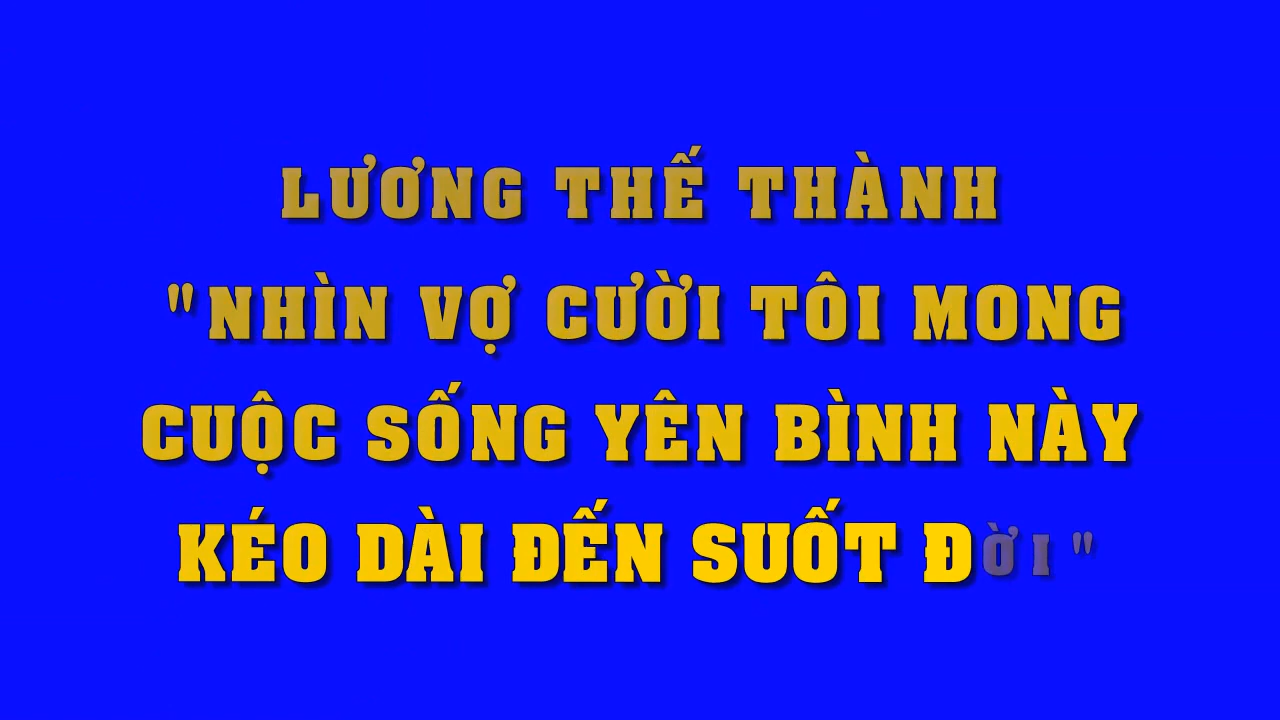 LƯƠNG THẾ THÀNH
"NHÌN VỢ CƯỜI TÔI MONG
CUỘC SỐNG YÊN BÌNH NÀY
KÉO DÀI ĐẾN SUỐT ĐỜI"